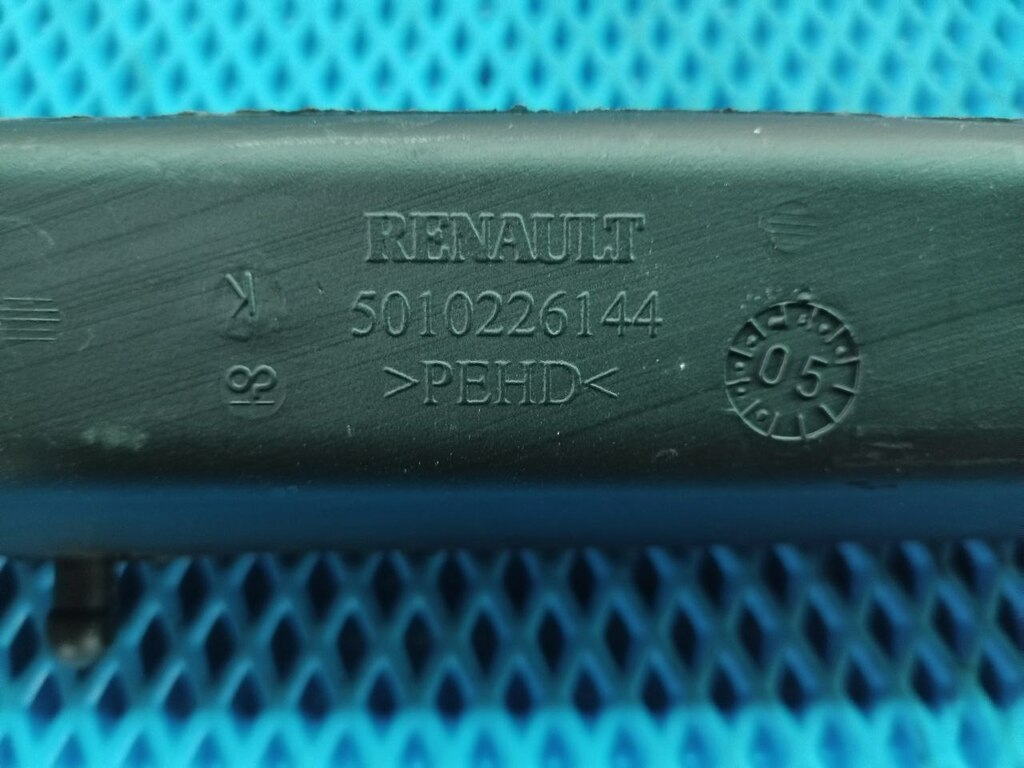 RENAULT
5010226144
>PEHD<
K
05